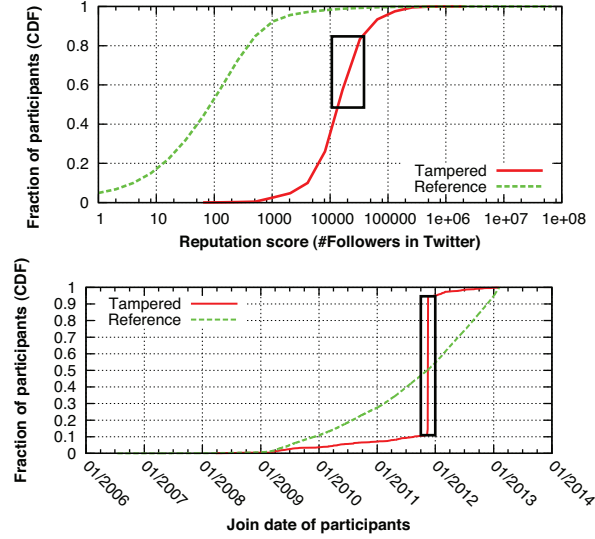 Fraction of participants (CDF)
1
0.8
0.6
0.4
0.2
0
Tampered
Reference
1 10 100 1000 10000 100000 1e+06 1e+07 1e+08
Reputation score (#Followers in Twitter)
Fraction of participants (CDF)
1
0.9
0.8
0.7
0.6
0.5
0.4
0.3
0.2
0.1
0
Tampered
Reference
01/2006 01/2007 01/2008 01/2009 01/2010 01/2011 01/2012 01/2013 01/2014
Join date of participants